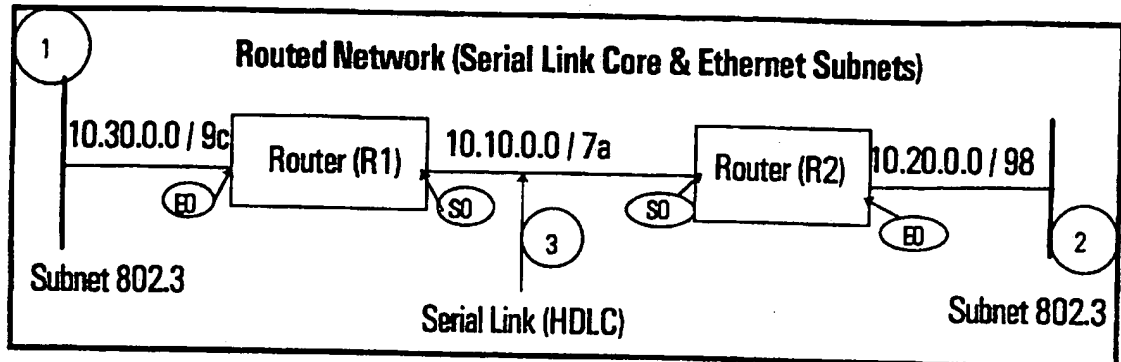 1
Routed Network (Serial Link Core & Ethernet Subnets)
10.30.0.0 / 9c
Router (R1)
10.10.0.0 / 7a
Router (R2)
10.20.0.0 / 98
E0
S0
3
S0
E0
2
Subnet 802.3
Serial Link (HDLC)
Subnet 802.3